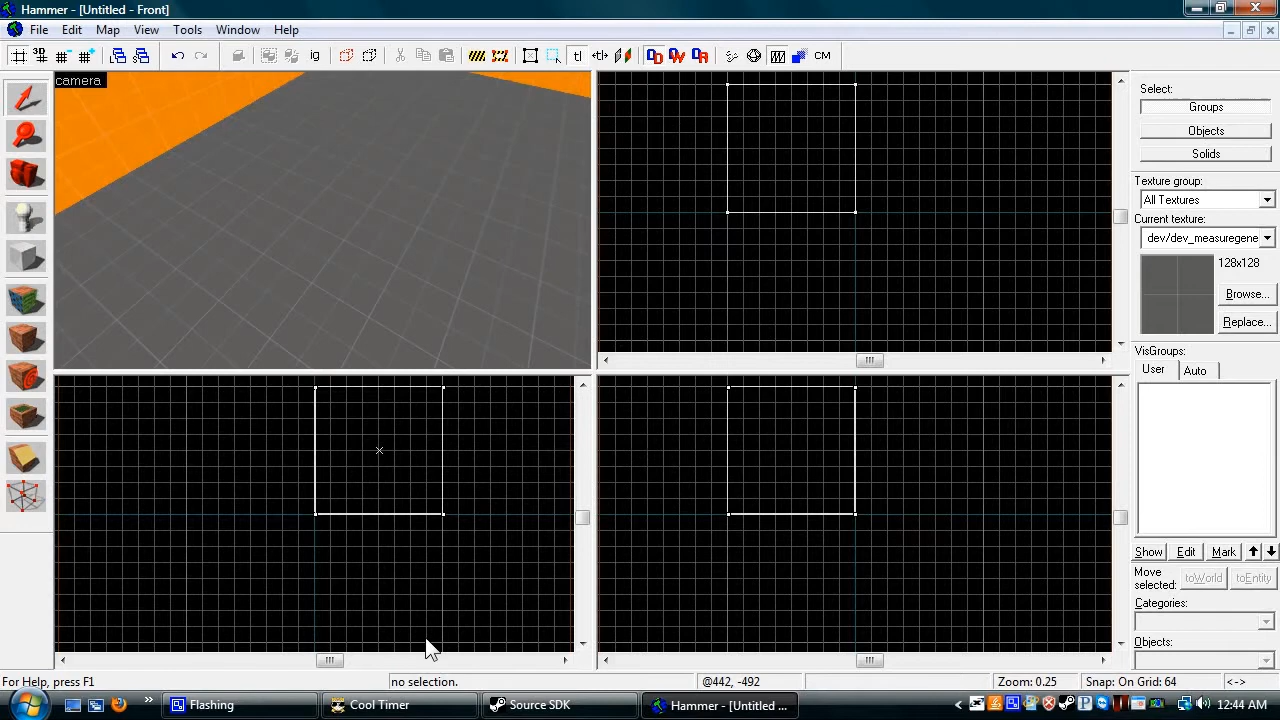 Hammer - [Untitled - Front]
File Edit Map View Tools Window Help
camera
Select:
Groups
Objects
Solids
Texture group:
All Textures
Current texture:
dev/dev_measuregene
128x128
Browse...
Replace...
VisGroups:
User Auto
Show Edit Mark
Move selected: toWorld toEntity
Categories:
Objects:
For Help, press F1 no selection. @442, -492 Zoom: 0.25 Snap: On Grid: 64 <->
Flashing Cool Timer Source SDK Hammer - [Untitled ... 12:44 AM